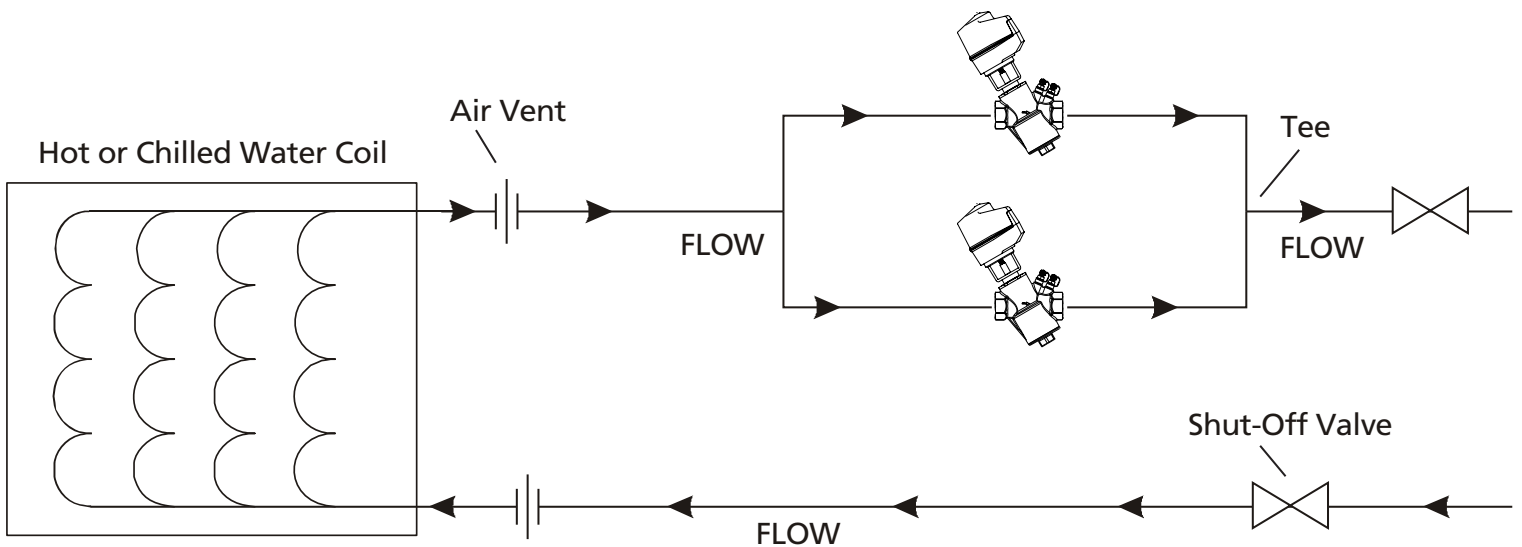 Air Vent
Hot or Chilled Water Coil
Tee
FLOW
FLOW
Shut-Off Valve
FLOW